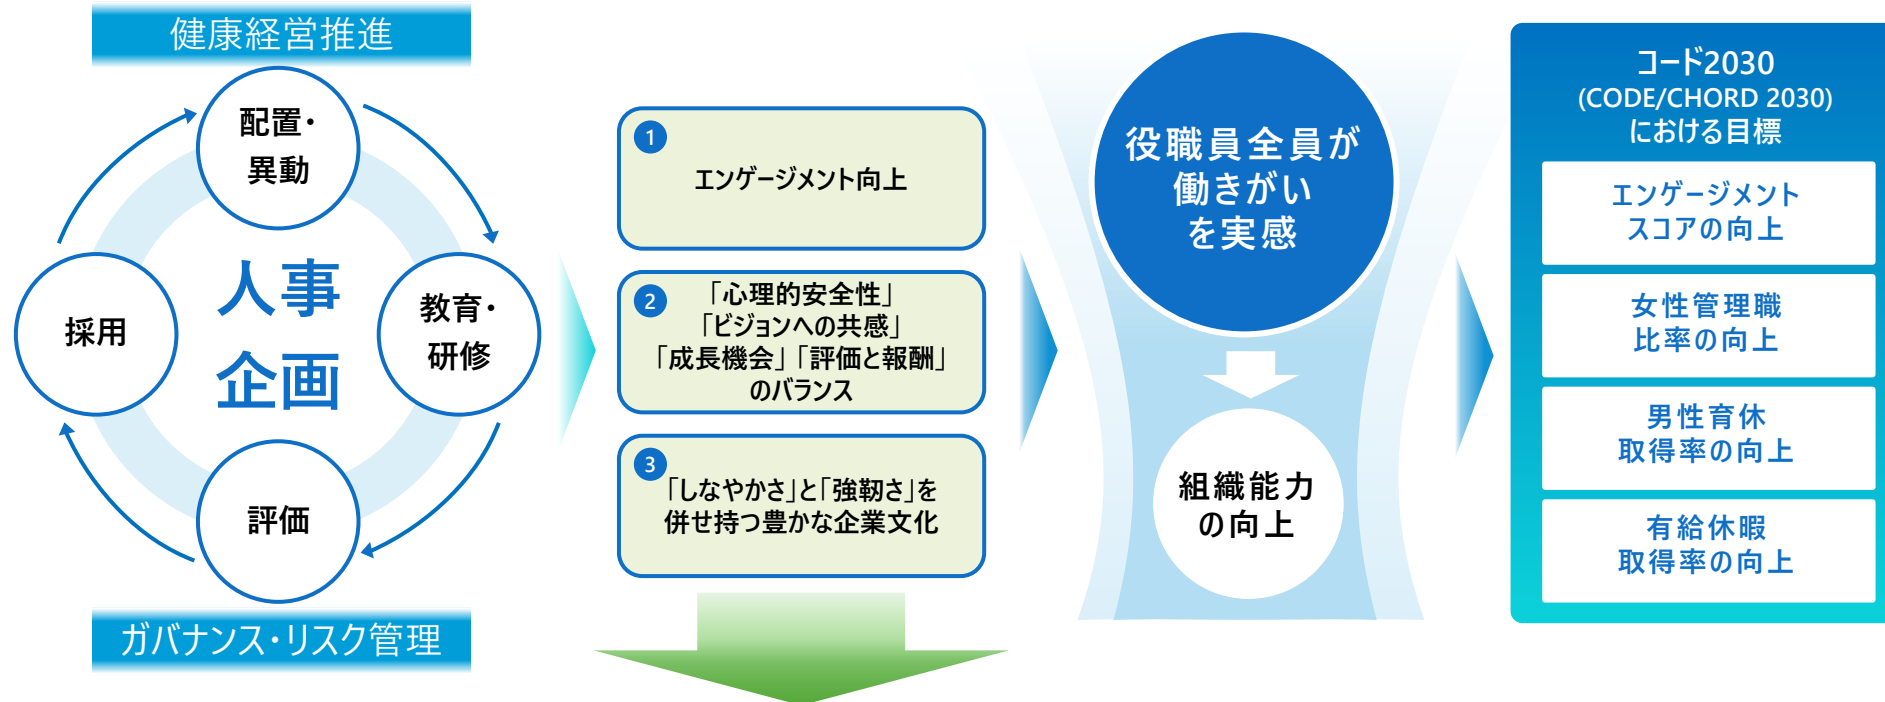 健康経営推進
配置・
異動
採用
人事
企画
教育・
研修
評価
ガバナンス・リスク管理
1
エンゲージメント向上
2
「心理的安全性」
「ビジョンへの共感」
「成長機会」「評価と報酬」
のバランス
3
「しなやかさ」と「強靭さ」を
併せ持つ豊かな企業文化
役職員全員が
働きがい
を実感
組織能力
の向上
コード2030
(CODE/CHORD 2030)
における目標
エンゲージメント
スコアの向上
女性管理職
比率の向上
男性育休
取得率の向上
有給休暇
取得率の向上